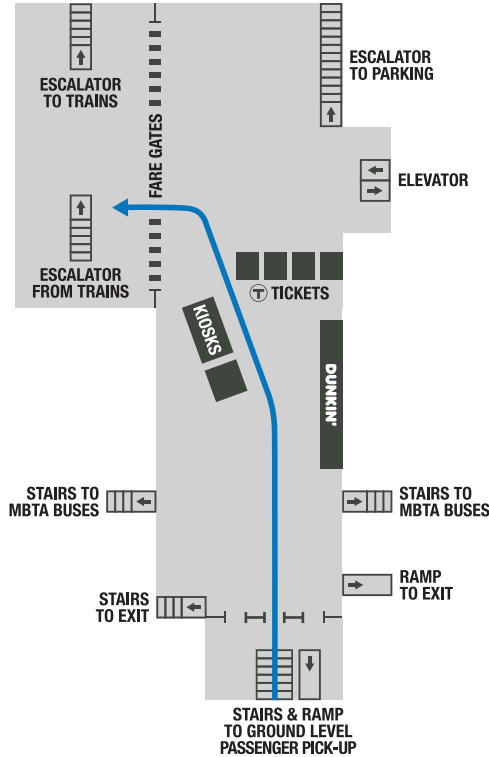 ESCALATOR
TO TRAINS
FARE GATES
ESCALATOR
TO PARKING
ELEVATOR
ESCALATOR
FROM TRAINS
T TICKETS
KIOSKS
DUNKIN'
STAIRS TO
MBTA BUSES
STAIRS TO
MBTA BUSES
STAIRS
TO EXIT
RAMP
TO EXIT
STAIRS & RAMP
TO GROUND LEVEL
PASSENGER PICK-UP